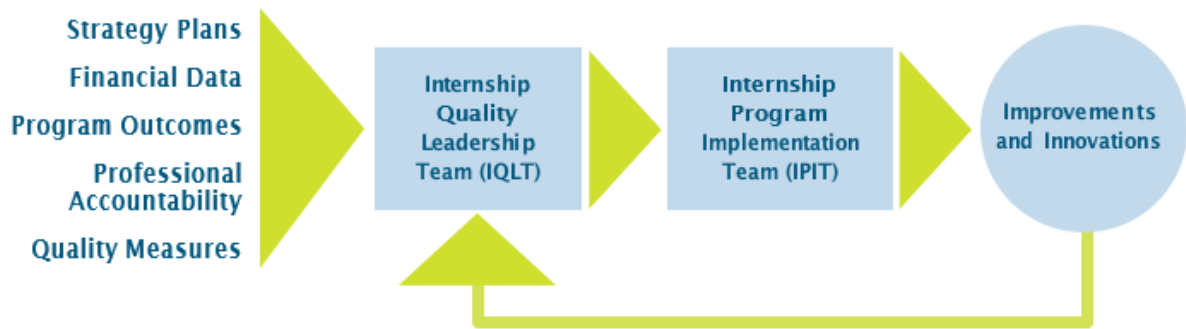 Strategy Plans
Financial Data
Program Outcomes
Professional
Accountability
Quality Measures
Internship
Quality
Leadership
Team (IQLT)
Internship
Program
Implementation
Team (IPIT)
Improvements
and Innovations